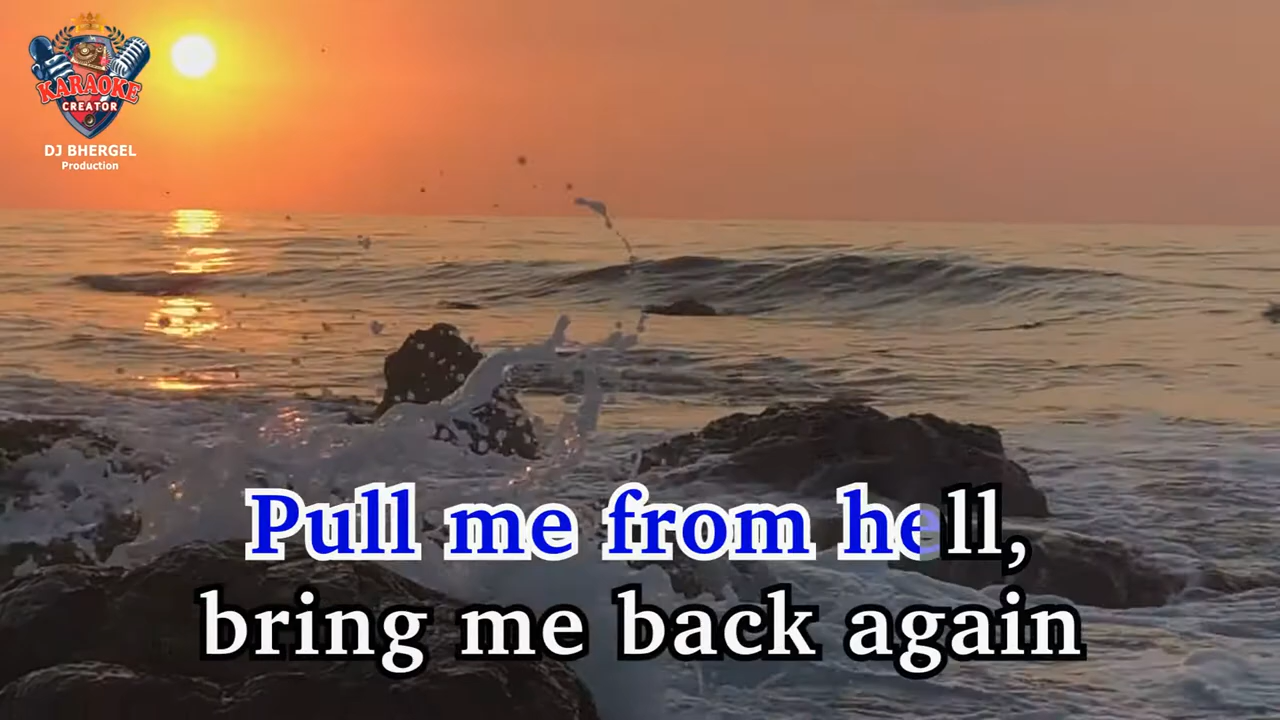 KARAOKE
CREATOR
DJ BHERGEL
Production
Pull me from hell,
bring me back again